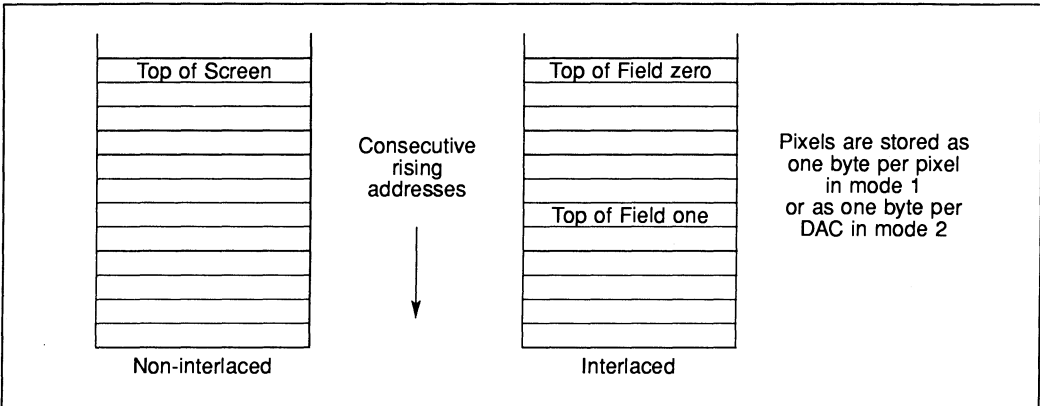 Top of Screen
Non-interlaced
Consecutive
rising
addresses
Top of Field zero
Top of Field one
Interlaced
Pixels are stored as
one byte per pixel
in mode 1
or as one byte per
DAC in mode 2